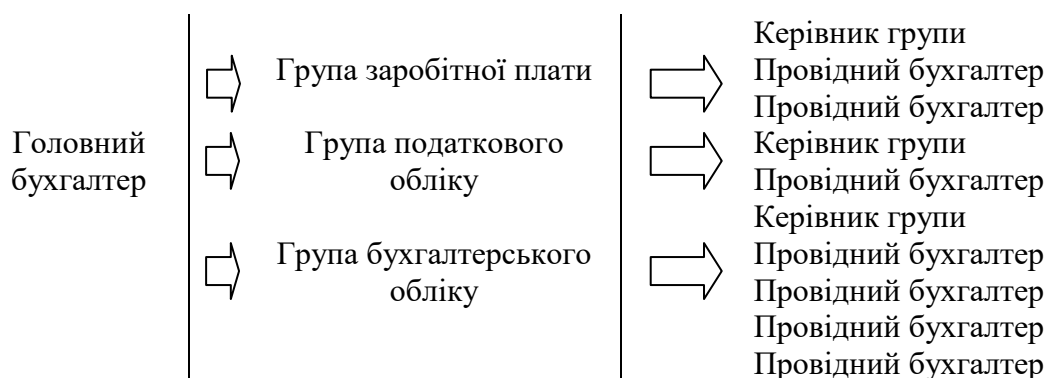 Головний
бухгалтер
Група заробітної плати
Група податкового
обліку
Група бухгалтерського
обліку
Керівник групи
Провідний бухгалтер
Провідний бухгалтер
Керівник групи
Провідний бухгалтер
Керівник групи
Провідний бухгалтер
Провідний бухгалтер
Провідний бухгалтер
Провідний бухгалтер